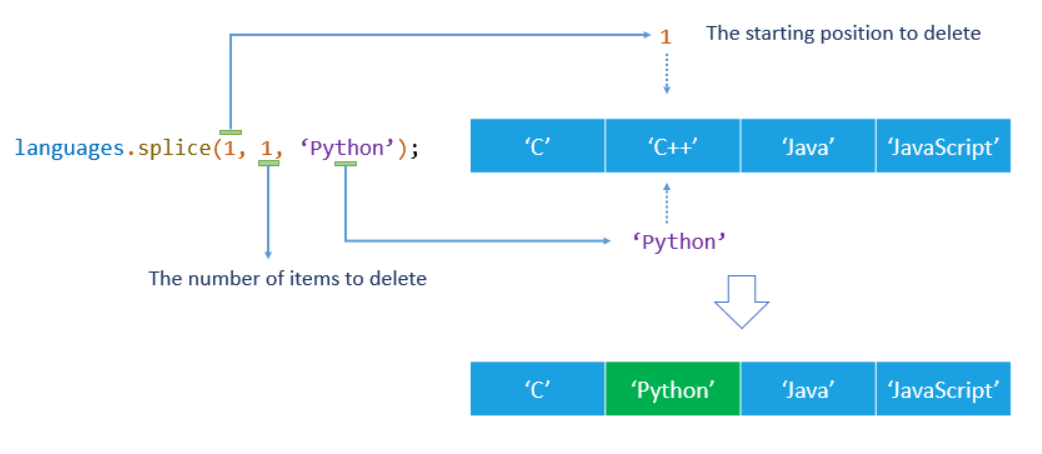 1 The starting position to delete
languages.splice(1, 1, ‘Python’);
‘C’ ‘C++’ ‘Java’ ‘JavaScript’
‘Python’
The number of items to delete
‘C’ ‘Python’ ‘Java’ ‘JavaScript’